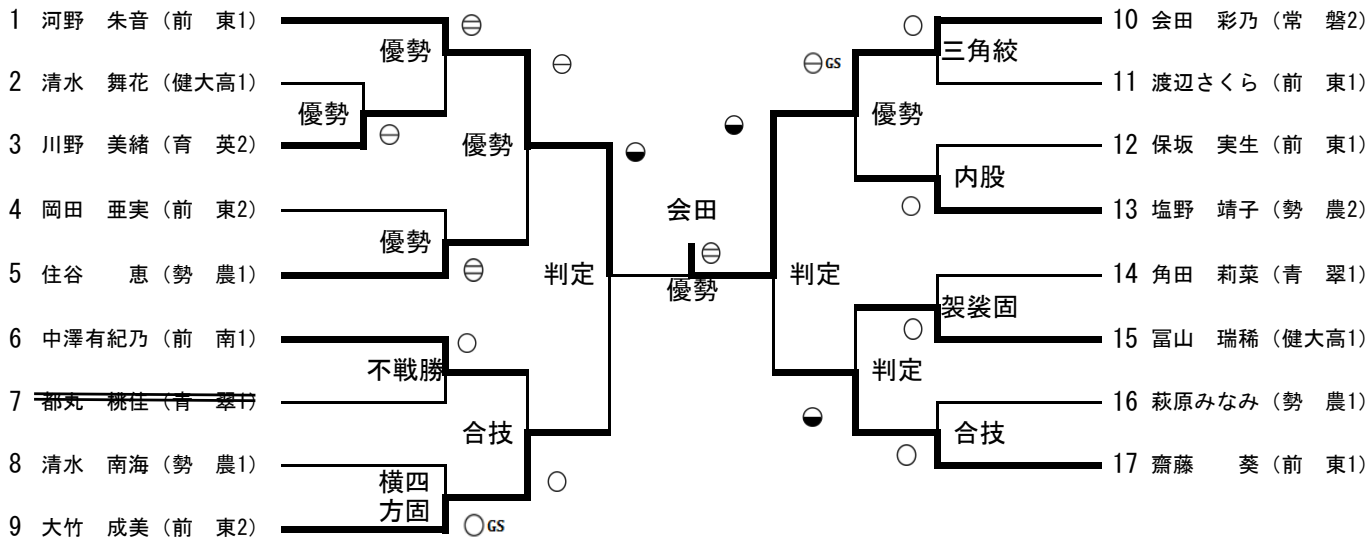 1 河野　朱音（前　東1）
優勢
2 清水　舞花（健大高1）
優勢
3 川野　美緒（育　英2）
優勢
4 岡田　亜実（前　東2）
優勢
5 住谷　　恵（勢　農1）
判定
6 中澤有紀乃（前　南1）
不戦勝
7 都丸　桃佳（青　翠1）
合技
8 清水　南海（勢　農1）
横四
方固
9 大竹　成美（前　東2）
GS
会田
優勢
10 会田　彩乃（常　磐2）
三角絞
GS
11 渡辺さくら（前　東1）
優勢
12 保坂　実生（前　東1）
内股
13 塩野　靖子（勢　農2）
判定
14 角田　莉菜（青　翠1）
袈裟固
15 冨山　瑞稀（健大高1）
判定
16 萩原みなみ（勢　農1）
合技
17 齋藤　　葵（前　東1）